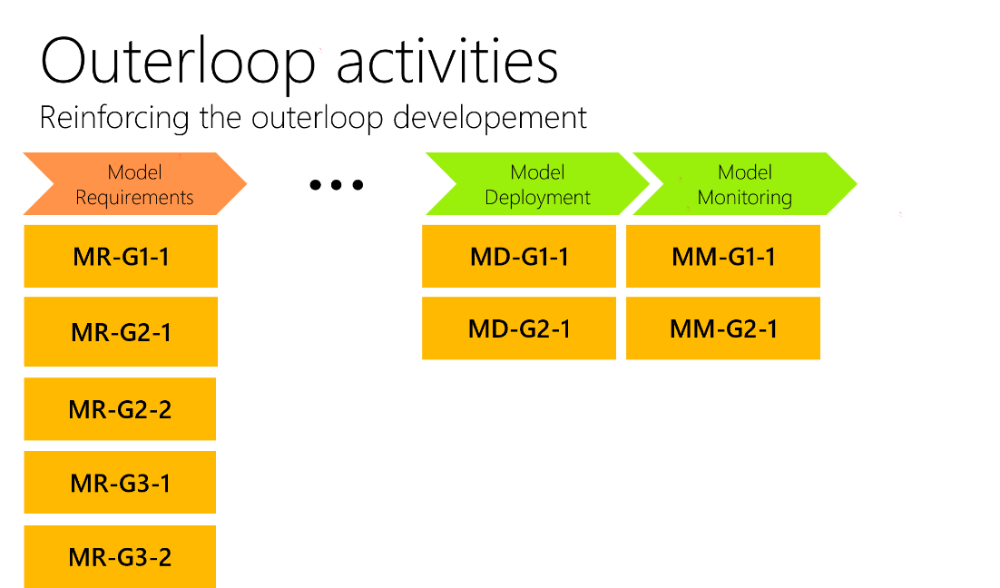 Outerloop activities
Reinforcing the outerloop developement
Model
Requirements
•••
Model
Deployment
Model
Monitoring
MR-G1-1
MD-G1-1
MM-G1-1
MR-G2-1
MD-G2-1
MM-G2-1
MR-G2-2
MR-G3-1
MR-G3-2